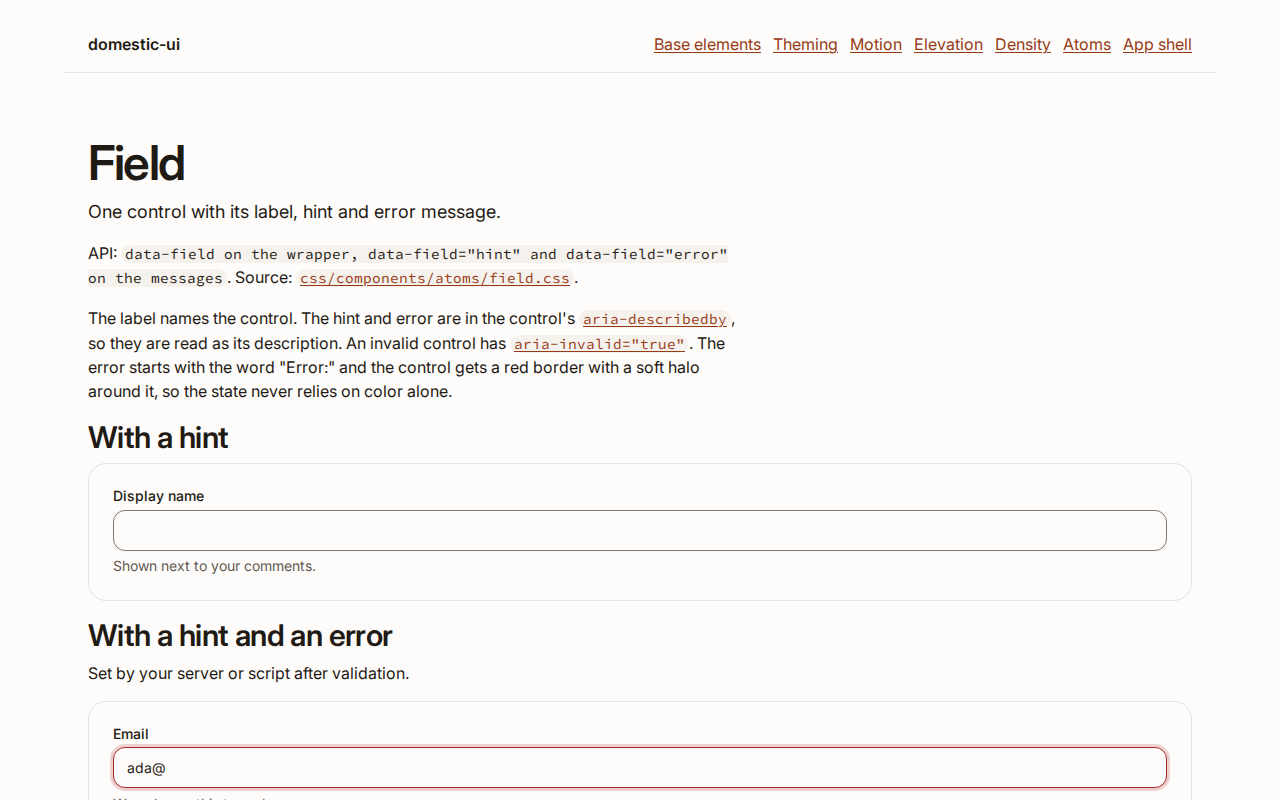 domestic-ui
Base elements Theming Motion Elevation Density Atoms App shell
Field
One control with its label, hint and error message.
API: data-field on the wrapper, data-field="hint" and data-field="error"
on the messages. Source: css/components/atoms/field.css.
The label names the control. The hint and error are in the control's aria-describedby,
so they are read as its description. An invalid control has aria-invalid="true". The
error starts with the word "Error:" and the control gets a red border with a soft halo
around it, so the state never relies on color alone.
With a hint
Display name
Shown next to your comments.
With a hint and an error
Set by your server or script after validation.
Email
ada@